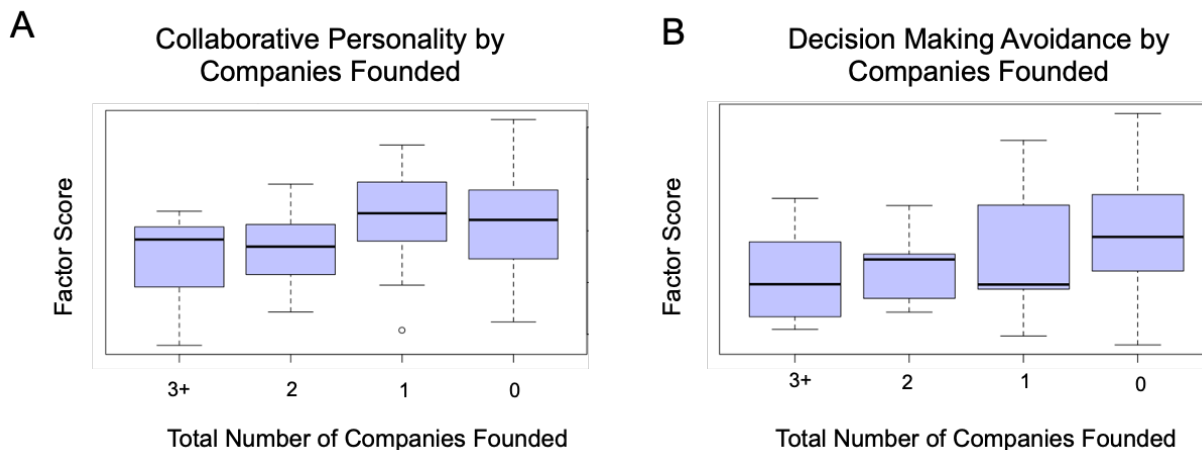 A
Collaborative Personality by
Companies Founded
Factor Score
3+ 2 1 0
Total Number of Companies Founded
B
Decision Making Avoidance by
Companies Founded
Factor Score
3+ 2 1 0
Total Number of Companies Founded